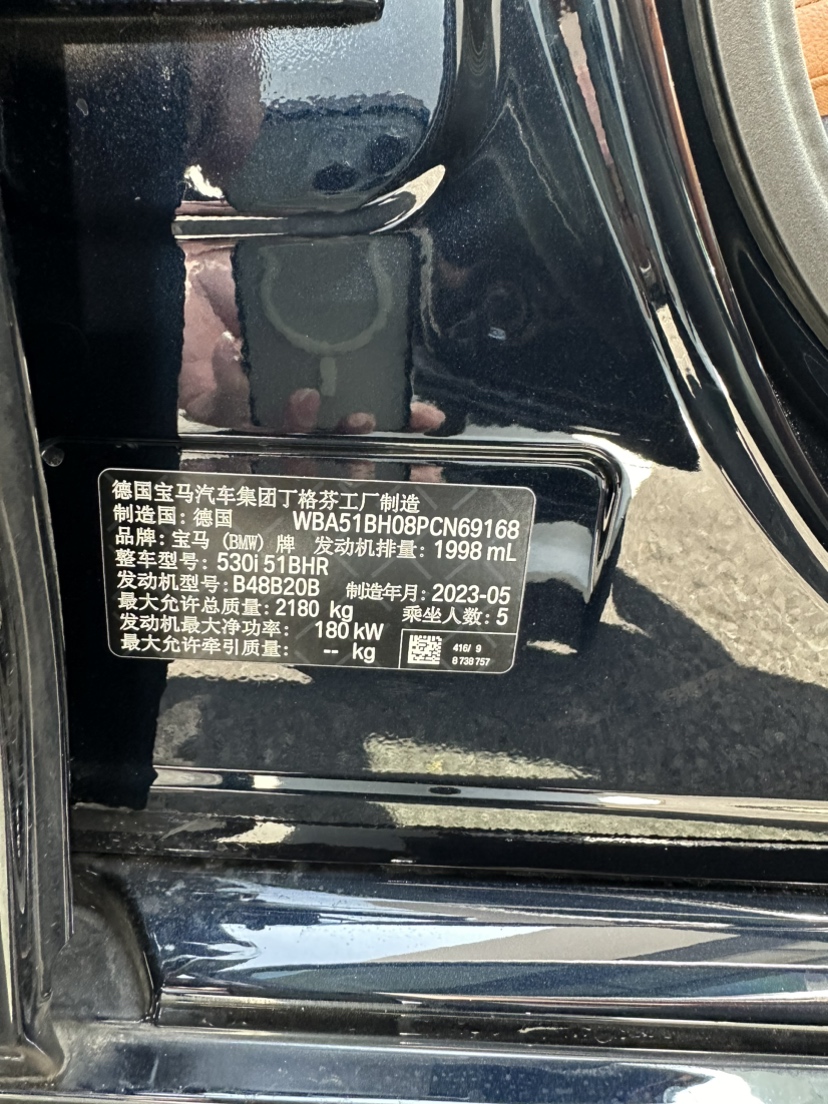 德国宝马汽车集团丁格芬工厂制造
制造国: 德国 WBA51BH08PCN69168
品牌: 宝马 (BMW) 牌 发动机排量: 1998 mL
整车型号: 530i 51BHR
发动机型号: B48B20B 制造年月: 2023-05
最大允许总质量: 2180 kg 乘坐人数: 5
发动机最大净功率: 180 kW
最大允许牵引质量: -- kg
416/ 9
8 738 757